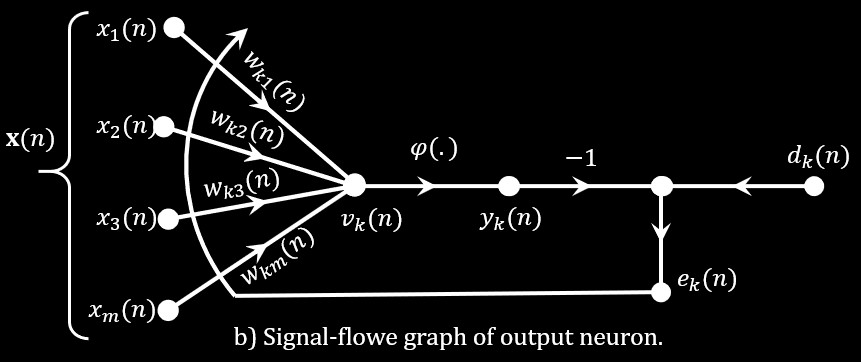 x₁(n)
w_{k1}(n)
x₂(n)
w_{k2}(n)
𝐱(n)
φ(.)
−1
d_k(n)
w_{k3}(n)
x₃(n)
v_k(n)
y_k(n)
w_{km}(n)
e_k(n)
x_m(n)
b) Signal-flowe graph of output neuron.